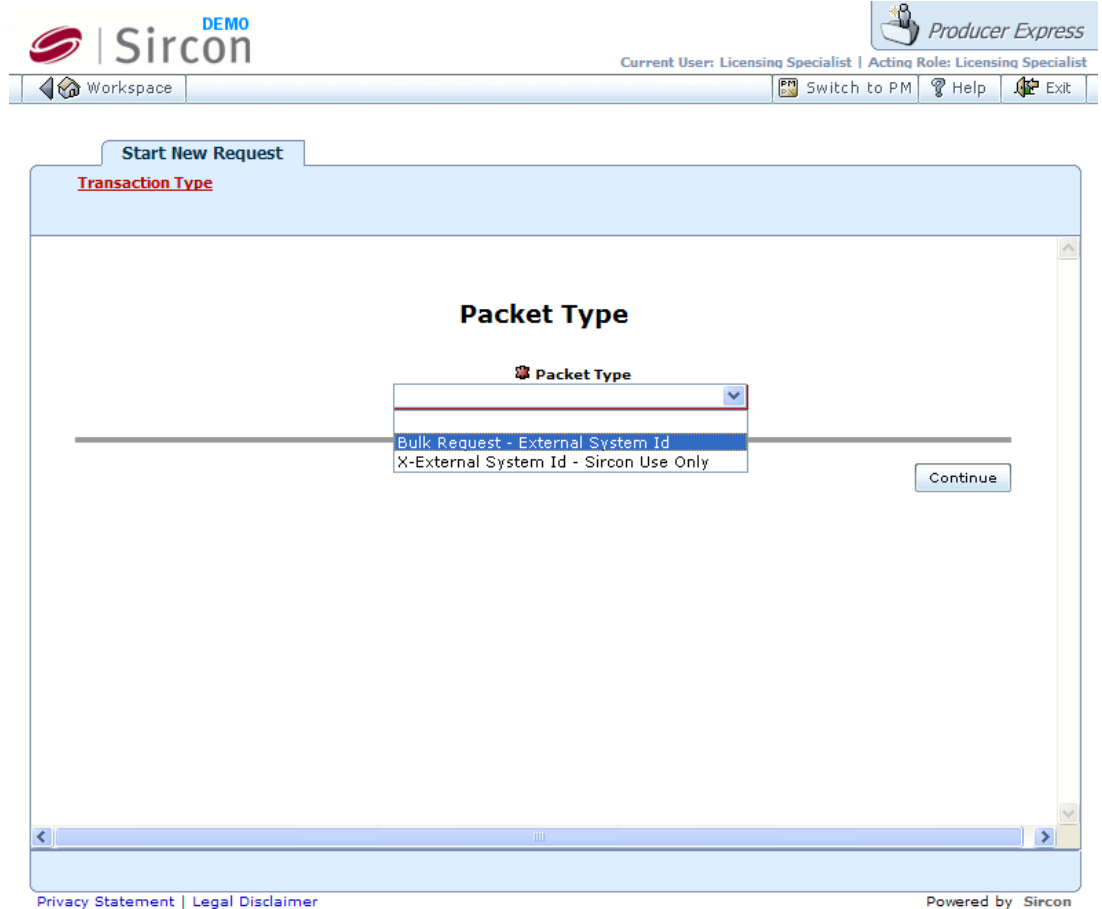 DEMO
Sircon
Producer Express
Current User: Licensing Specialist | Acting Role: Licensing Specialist
Workspace
Switch to PM
Help
Exit
Start New Request
Transaction Type
Packet Type
Packet Type
Bulk Request - External System Id
X-External System Id - Sircon Use Only
Continue
Privacy Statement | Legal Disclaimer
Powered by Sircon